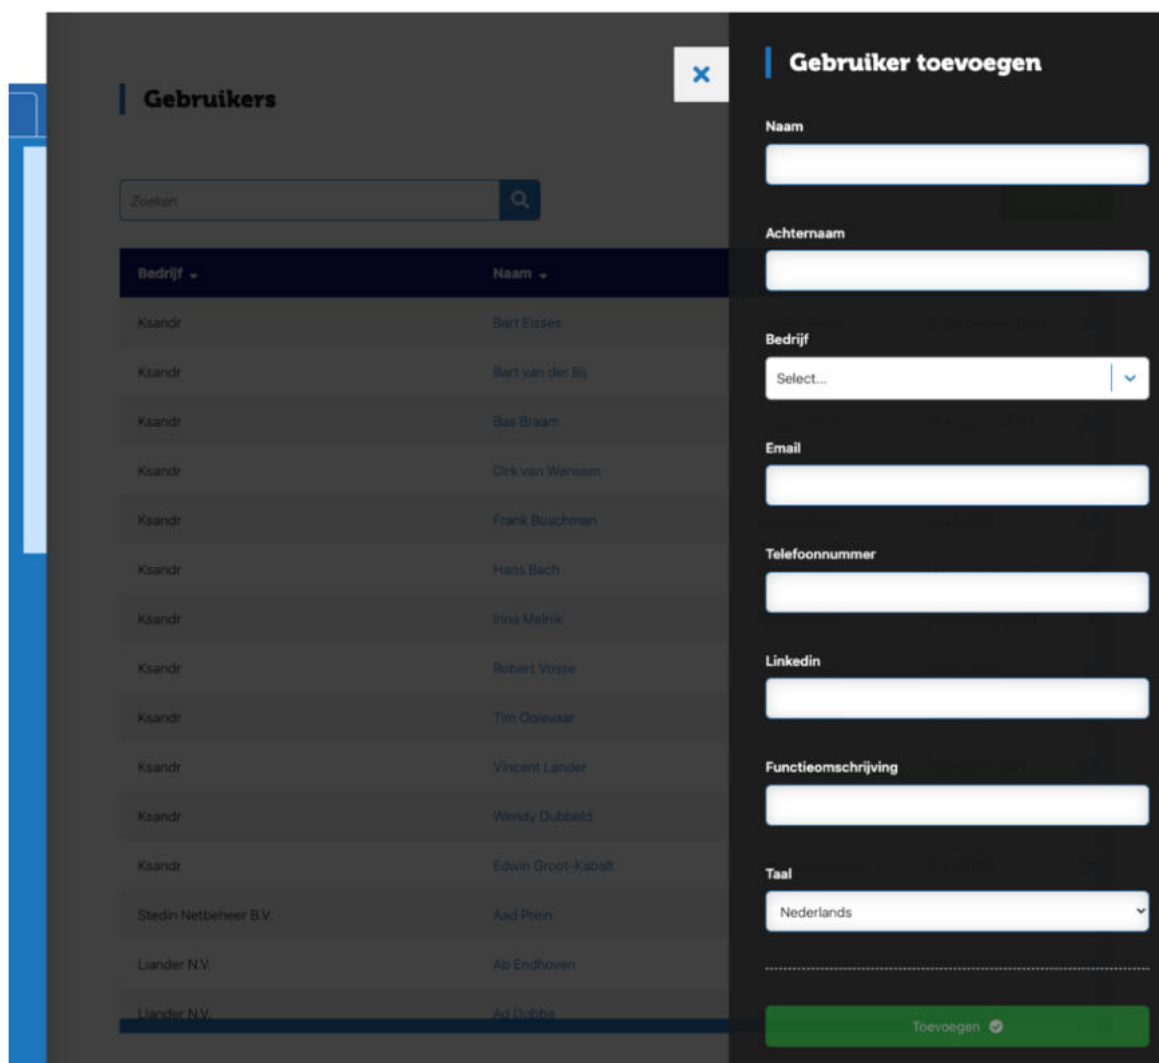 Gebruikers
Zoeken
Bedrijf Naam
Ksandr Bart Elsses
Ksandr Bart van der Bij
Ksandr Bas Braam
Ksandr Dirk van Wensem
Ksandr Frank Buschman
Ksandr Hans Bach
Ksandr Irina Melnik
Ksandr Robert Vosse
Ksandr Tim Ooievaar
Ksandr Vincent Lander
Ksandr Wendy Dubbeld
Ksandr Edwin Groot-Kabalt
Stedin Netbeheer B.V. Aad Prein
Liander N.V. Ab Endhoven
Liander N.V. Ad Dobbe
Gebruiker toevoegen
Naam
Achternaam
Bedrijf
Select...
Email
Telefoonnummer
Linkedin
Functieomschrijving
Taal
Nederlands
Toevoegen